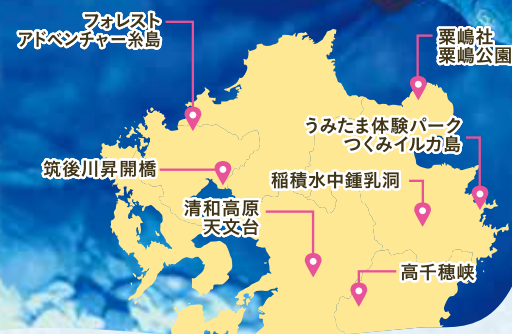 フォレスト
アドベンチャー糸島
粟嶋社
粟嶋公園
うみたま体験パーク
つくみイルカ島
筑後川昇開橋
稲積水中鍾乳洞
清和高原
天文台
高千穂峡